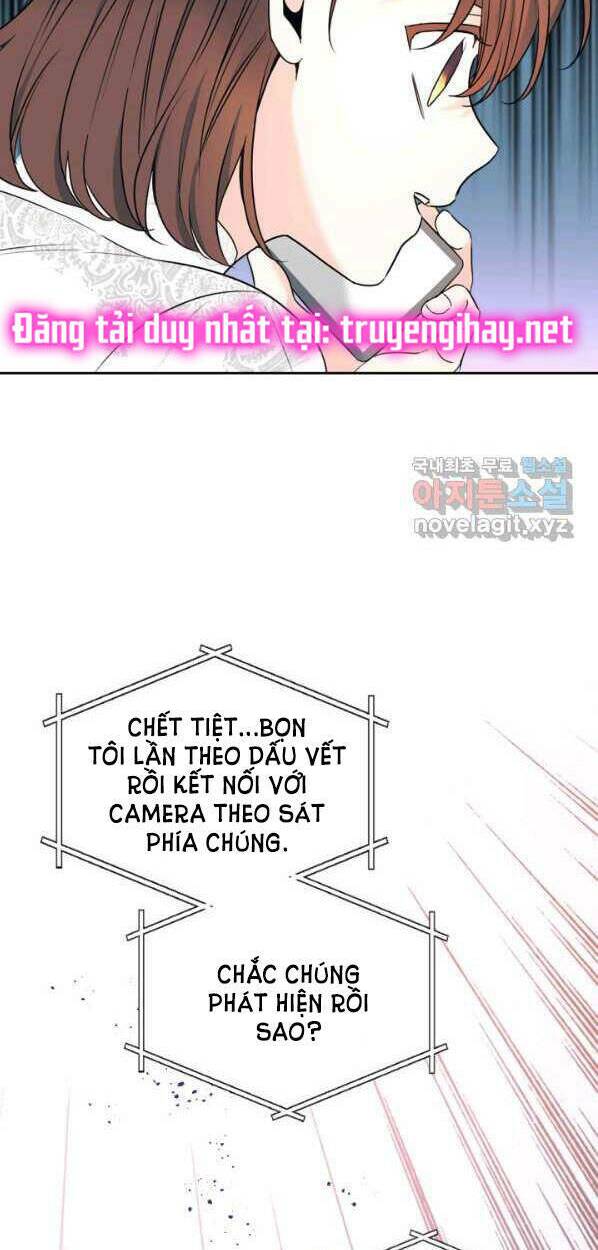 Đăng tải duy nhất tại: truyengihay.net
국내최초 무료 웹소설
아지툰소설
novelagit.xyz
CHẾT TIỆT...BỌN
TÔI LẦN THEO DẤU VẾT
RỒI KẾT NỐI VỚI
CAMERA THEO SÁT
PHÍA CHÚNG.
CHẮC CHÚNG
PHÁT HIỆN RỒI
SAO?